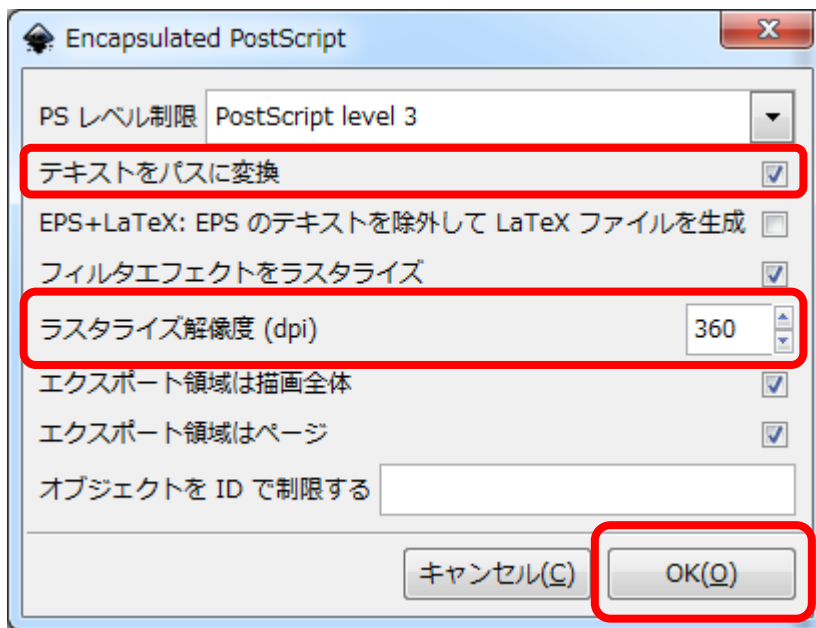 Encapsulated PostScript
PS レベル制限 PostScript level 3
テキストをパスに変換
EPS+LaTeX: EPS のテキストを除外して LaTeX ファイルを生成
フィルタエフェクトをラスタライズ
ラスタライズ解像度 (dpi) 360
エクスポート領域は描画全体
エクスポート領域はページ
オブジェクトを ID で制限する
キャンセル(C) OK(O)